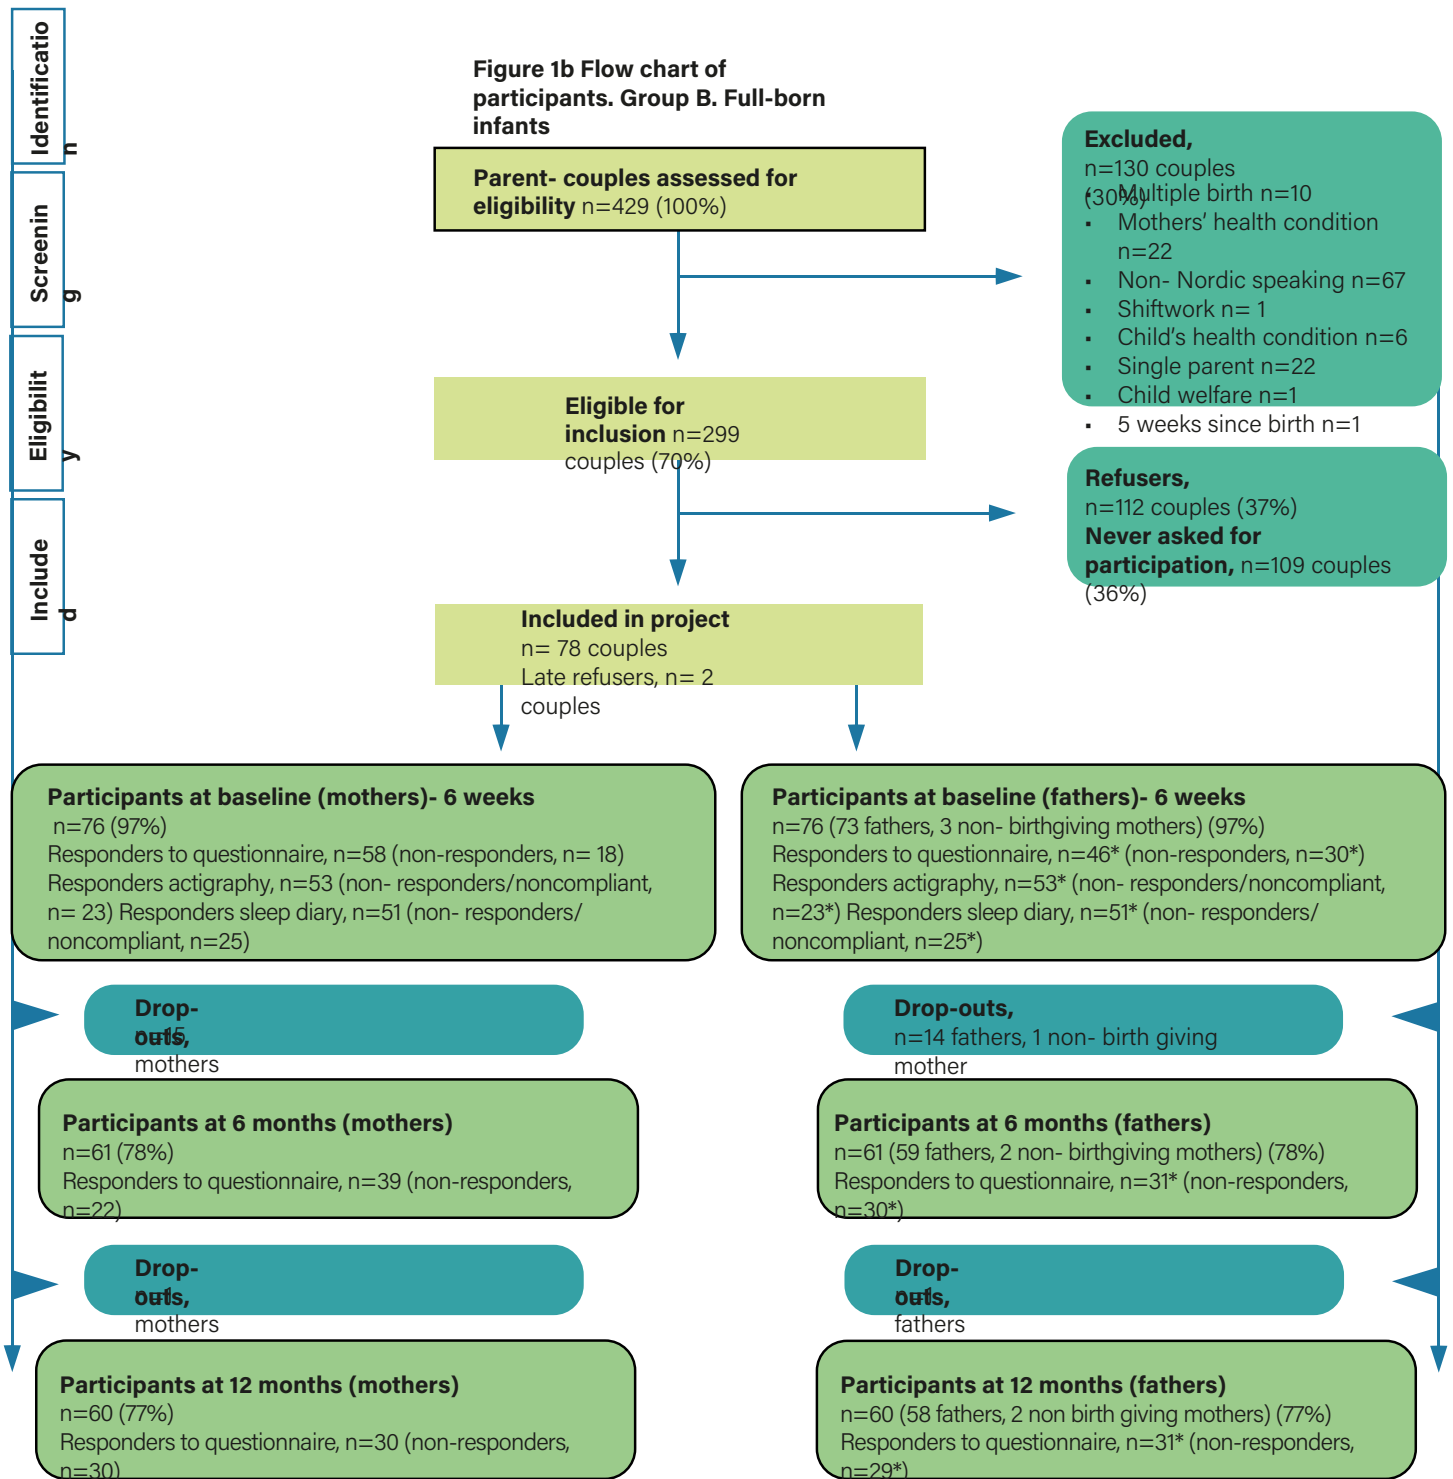 Identificatio
n
Screenin
g
Eligibilit
y
Include
d
Figure 1b Flow chart of
participants. Group B. Full-born
infants
Parent- couples assessed for
eligibility n=429 (100%)
Excluded,
n=130 couples
(30%)
▪ Multiple birth n=10
▪ Mothers’ health condition
n=22
▪ Non- Nordic speaking n=67
▪ Shiftwork n= 1
▪ Child’s health condition n=6
▪ Single parent n=22
▪ Child welfare n=1
▪ 5 weeks since birth n=1
Eligible for
inclusion n=299
couples (70%)
Refusers,
n=112 couples (37%)
Never asked for
participation, n=109 couples
(36%)
Included in project
n= 78 couples
Late refusers, n= 2
couples
Participants at baseline (mothers)- 6 weeks
n=76 (97%)
Responders to questionnaire, n=58 (non-responders, n= 18)
Responders actigraphy, n=53 (non- responders/noncompliant,
n= 23) Responders sleep diary, n=51 (non- responders/
noncompliant, n=25)
Participants at baseline (fathers)- 6 weeks
n=76 (73 fathers, 3 non- birthgiving mothers) (97%)
Responders to questionnaire, n=46* (non-responders, n=30*)
Responders actigraphy, n=53* (non- responders/noncompliant,
n=23*) Responders sleep diary, n=51* (non- responders/
noncompliant, n=25*)
Drop-
outs,
n=15
mothers
Drop-outs,
n=14 fathers, 1 non- birth giving
mother
Participants at 6 months (mothers)
n=61 (78%)
Responders to questionnaire, n=39 (non-responders,
n=22)
Participants at 6 months (fathers)
n=61 (59 fathers, 2 non- birthgiving mothers) (78%)
Responders to questionnaire, n=31* (non-responders,
n=30*)
Drop-
outs,
n=1
mothers
Drop-
outs,
n=1
fathers
Participants at 12 months (mothers)
n=60 (77%)
Responders to questionnaire, n=30 (non-responders,
n=30)
Participants at 12 months (fathers)
n=60 (58 fathers, 2 non birth giving mothers) (77%)
Responders to questionnaire, n=31* (non-responders,
n=29*)